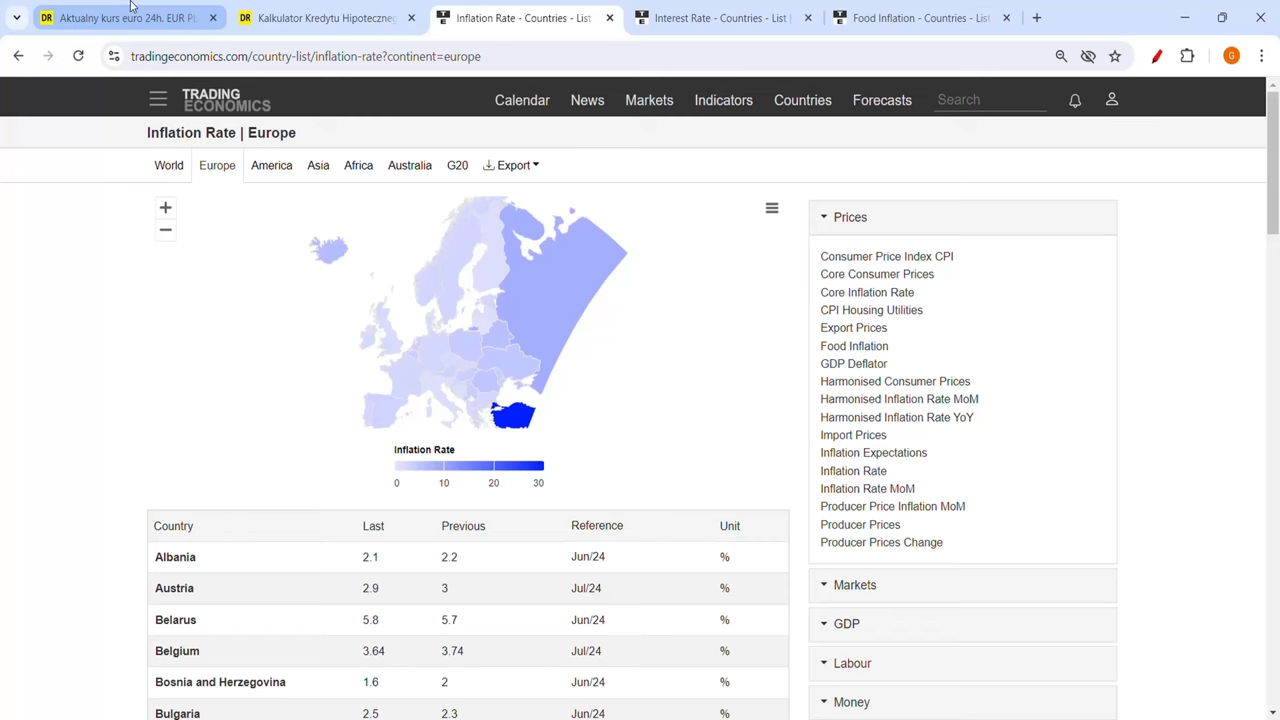 DR Aktualny kurs euro 24h. EUR PL
DR Kalkulator Kredytu Hipoteczneg
TE Inflation Rate - Countries - List
TE Interest Rate - Countries - List |
TE Food Inflation - Countries - List
tradingeconomics.com/country-list/inflation-rate?continent=europe
G
TRADING
ECONOMICS
Calendar News Markets Indicators Countries Forecasts Search
Inflation Rate | Europe
World Europe America Asia Africa Australia G20 Export
+
−
Inflation Rate
0 10 20 30
Country Last Previous Reference Unit
Albania 2.1 2.2 Jun/24 %
Austria 2.9 3 Jul/24 %
Belarus 5.8 5.7 Jun/24 %
Belgium 3.64 3.74 Jul/24 %
Bosnia and Herzegovina 1.6 2 Jun/24 %
Bulgaria 2.5 2.3 Jun/24 %
Prices
Consumer Price Index CPI
Core Consumer Prices
Core Inflation Rate
CPI Housing Utilities
Export Prices
Food Inflation
GDP Deflator
Harmonised Consumer Prices
Harmonised Inflation Rate MoM
Harmonised Inflation Rate YoY
Import Prices
Inflation Expectations
Inflation Rate
Inflation Rate MoM
Producer Price Inflation MoM
Producer Prices
Producer Prices Change
Markets
GDP
Labour
Money